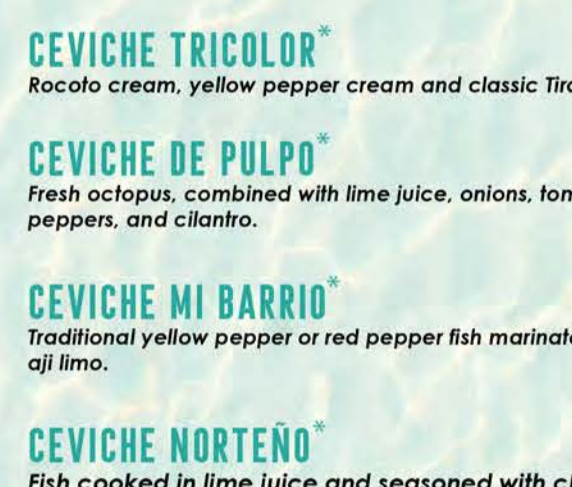 CEVICHE TRICOLOR*
Rocoto cream, yellow pepper cream and classic
CEVICHE DE PULPO*
Fresh octopus, combined with lime juice, onions,
peppers, and cilantro.
CEVICHE MI BARRIO*
Traditional yellow pepper or red pepper fish
aji limo.
CEVICHE NORTEÑO*
Fish cooked in lime juice and seasoned with